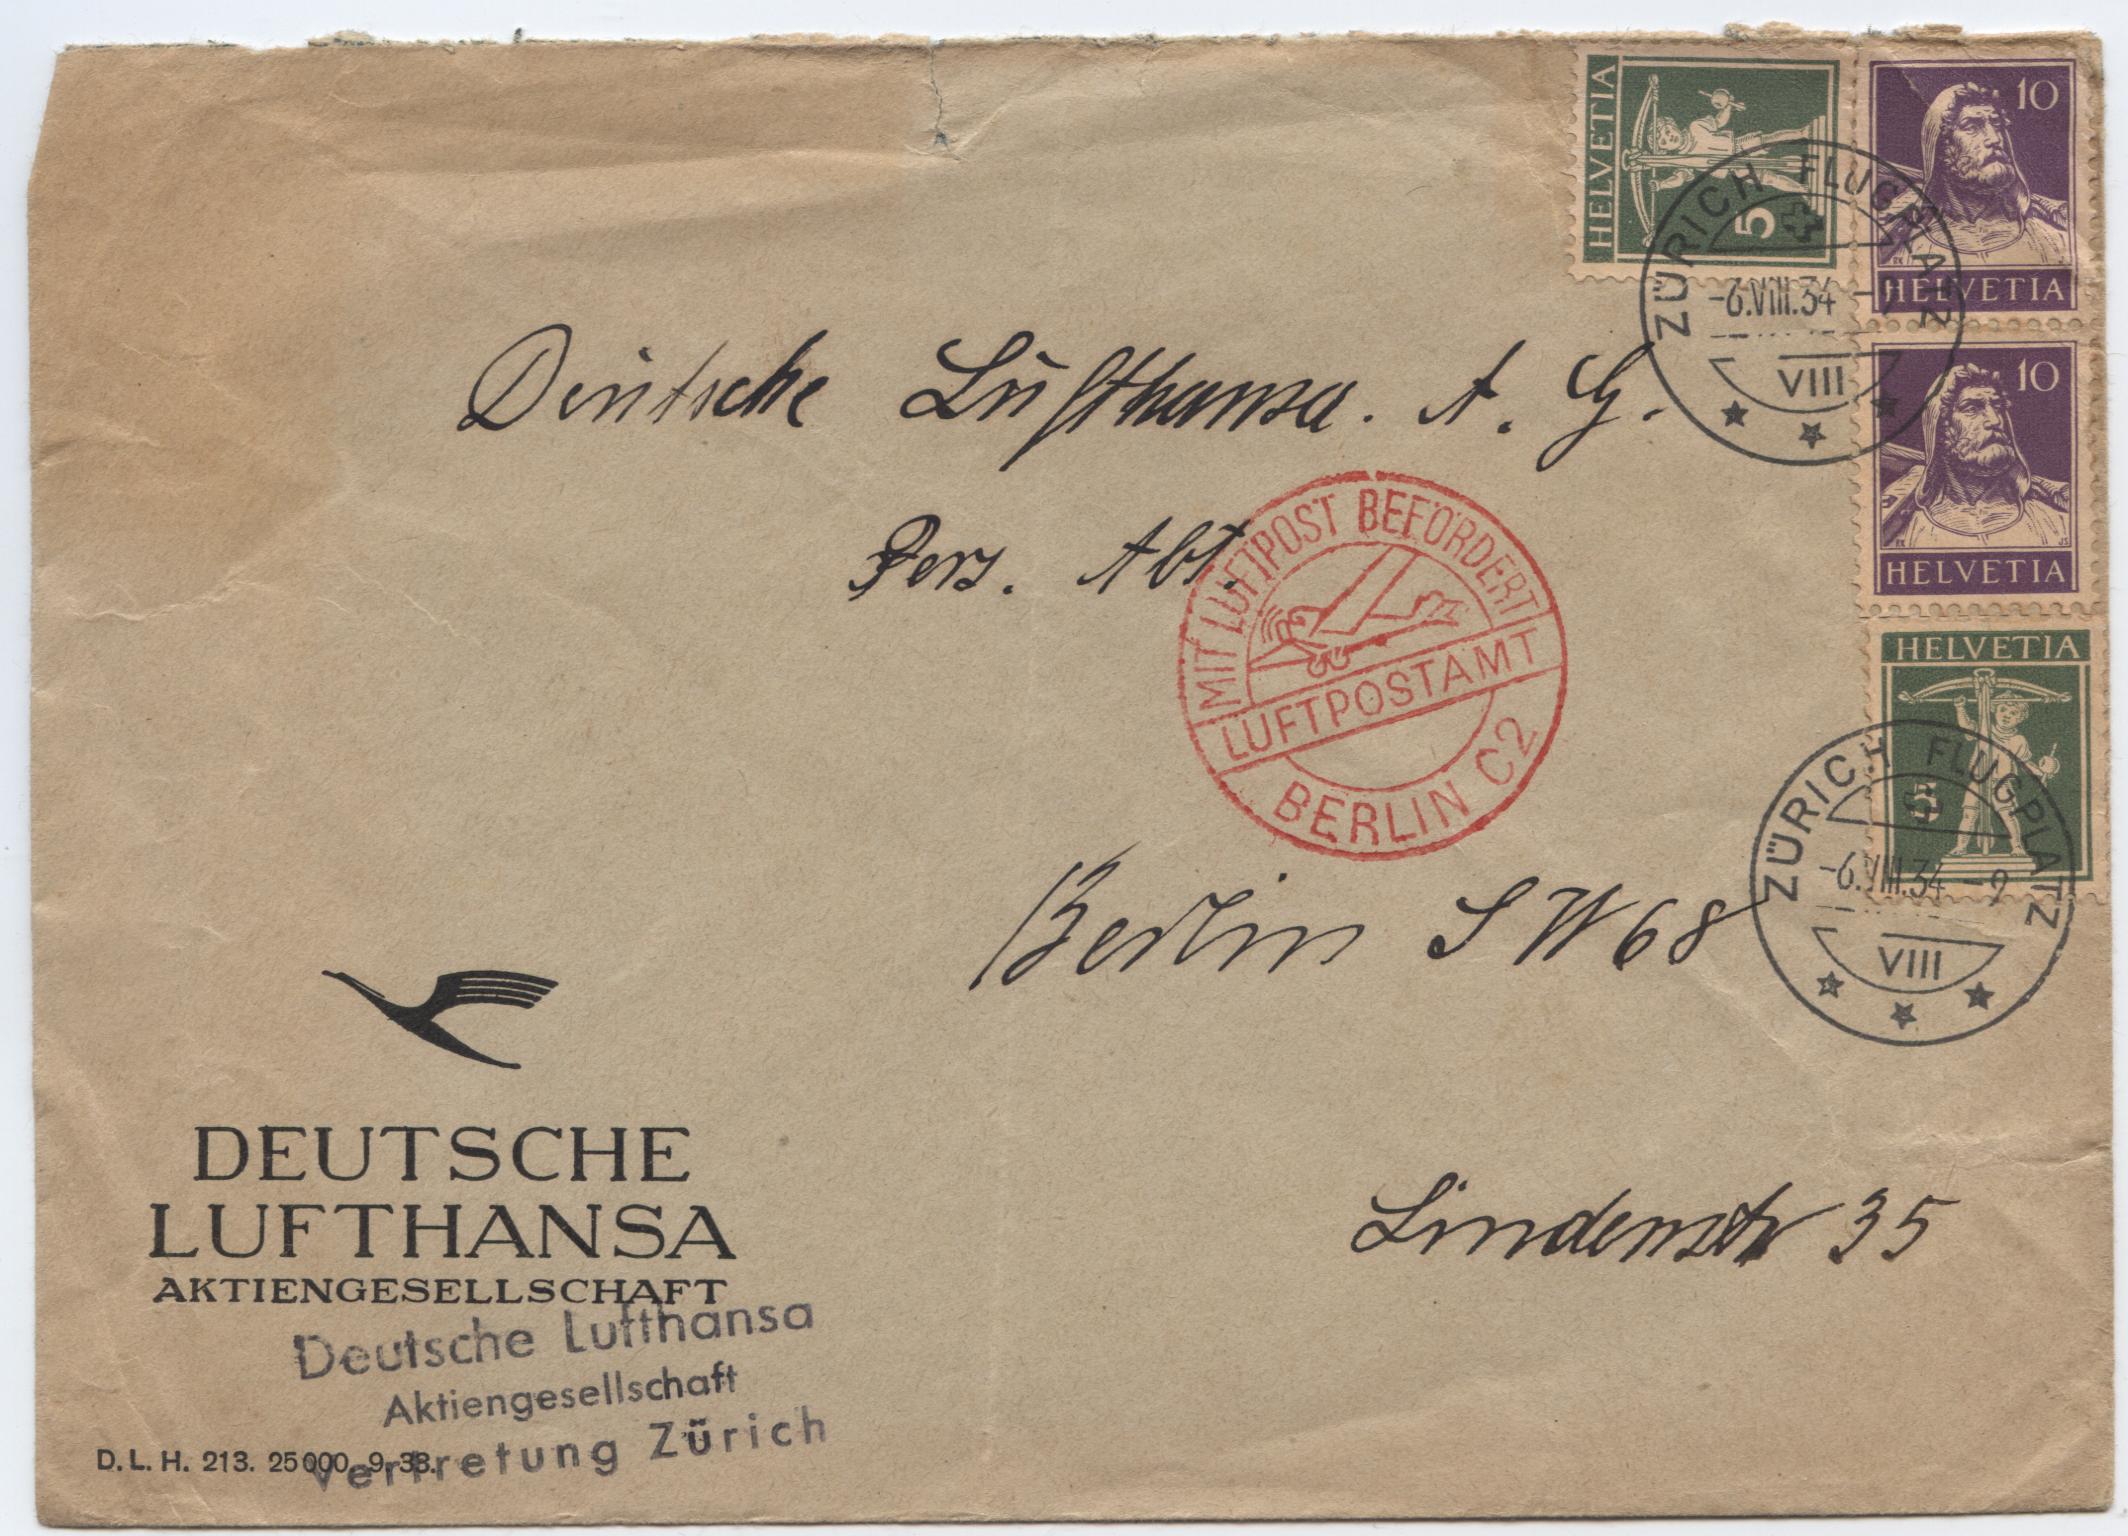 HELVETIA
5
10
HELVETIA
10
HELVETIA
HELVETIA
5
ZÜRICH FLUGPLATZ
-6.VIII.34 -
VIII
Deutsche Lufthansa. A. G.
Pers. Abt.
MIT LUFTPOST BEFÖRDERT
LUFTPOSTAMT
BERLIN C2
ZÜRICH FLUGPLATZ
-6.VIII.34 -9
VIII
Berlin SW68
Lindenstr 35
DEUTSCHE
LUFTHANSA
AKTIENGESELLSCHAFT
Deutsche Lufthansa
Aktiengesellschaft
Vertretung Zürich
D. L. H. 213. 25000. 9. 33.